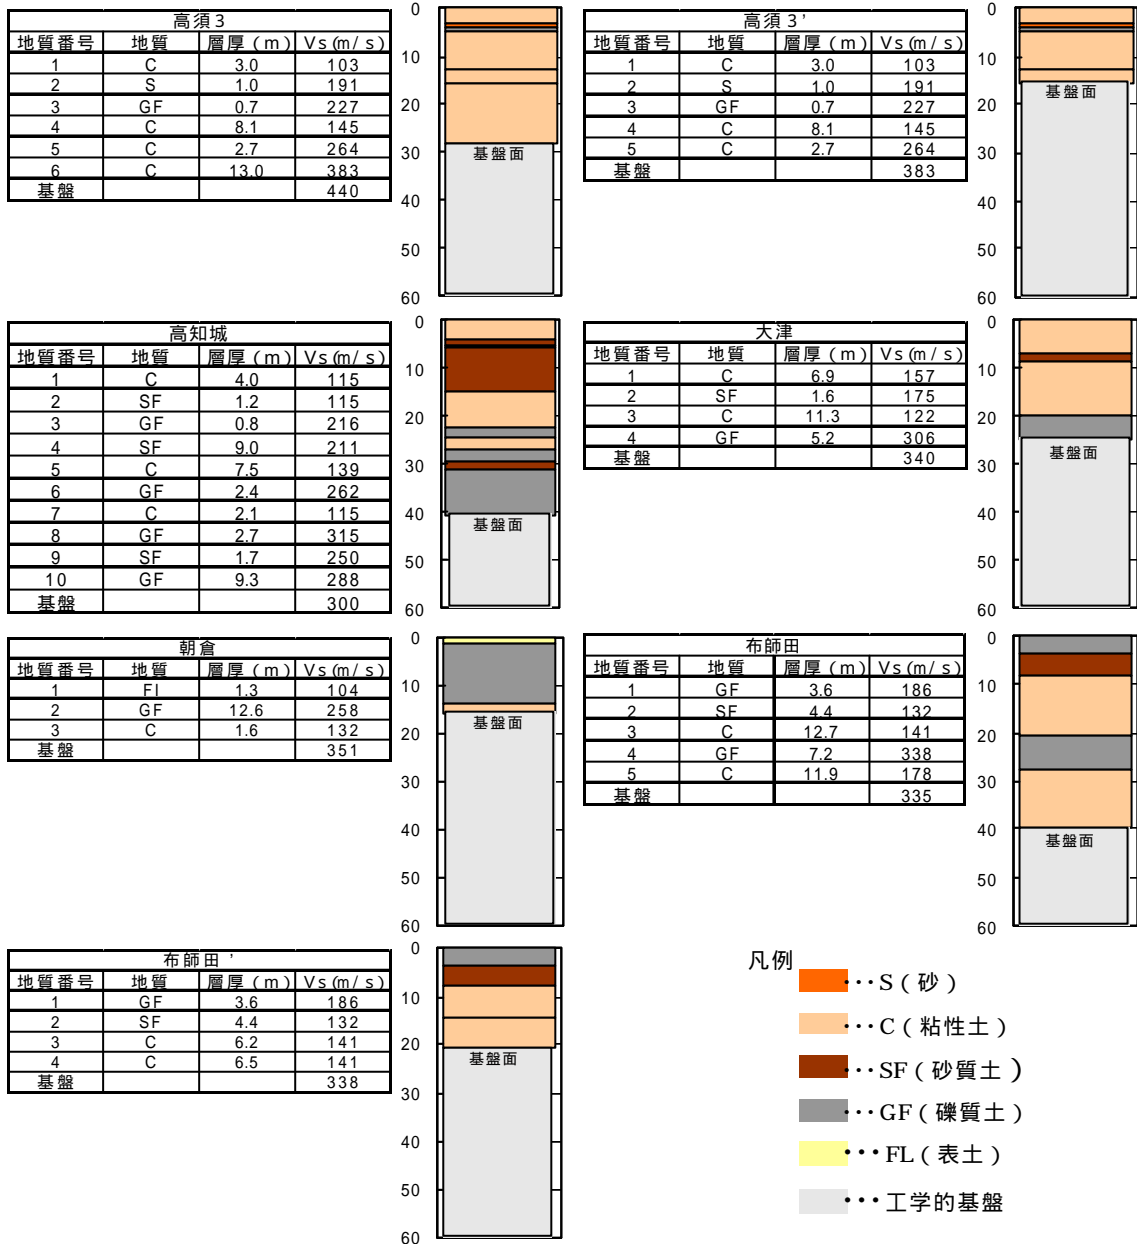 高須3
地質番号 地質 層厚（m） Vs(m/s)
1 C 3.0 103
2 S 1.0 191
3 GF 0.7 227
4 C 8.1 145
5 C 2.7 264
6 C 13.0 383
基盤 440
0
10
20
30
40
50
60
基盤面
高須3'
地質番号 地質 層厚（m） Vs(m/s)
1 C 3.0 103
2 S 1.0 191
3 GF 0.7 227
4 C 8.1 145
5 C 2.7 264
基盤 383
0
10
20
30
40
50
60
基盤面
高知城
地質番号 地質 層厚（m） Vs(m/s)
1 C 4.0 115
2 SF 1.2 115
3 GF 0.8 216
4 SF 9.0 211
5 C 7.5 139
6 GF 2.4 262
7 C 2.1 115
8 GF 2.7 315
9 SF 1.7 250
10 GF 9.3 288
基盤 300
0
10
20
30
40
50
60
基盤面
大津
地質番号 地質 層厚（m） Vs(m/s)
1 C 6.9 157
2 SF 1.6 175
3 C 11.3 122
4 GF 5.2 306
基盤 340
0
10
20
30
40
50
60
基盤面
朝倉
地質番号 地質 層厚（m） Vs(m/s)
1 Fl 1.3 104
2 GF 12.6 258
3 C 1.6 132
基盤 351
0
10
20
30
40
50
60
基盤面
布師田
地質番号 地質 層厚（m） Vs(m/s)
1 GF 3.6 186
2 SF 4.4 132
3 C 12.7 141
4 GF 7.2 338
5 C 11.9 178
基盤 335
0
10
20
30
40
50
60
基盤面
布師田'
地質番号 地質 層厚（m） Vs(m/s)
1 GF 3.6 186
2 SF 4.4 132
3 C 6.2 141
4 C 6.5 141
基盤 338
0
10
20
30
40
50
60
基盤面
凡例
･･･S（砂）
･･･C（粘性土）
･･･SF（砂質土）
･･･GF（礫質土）
･･･FL（表土）
･･･工学的基盤